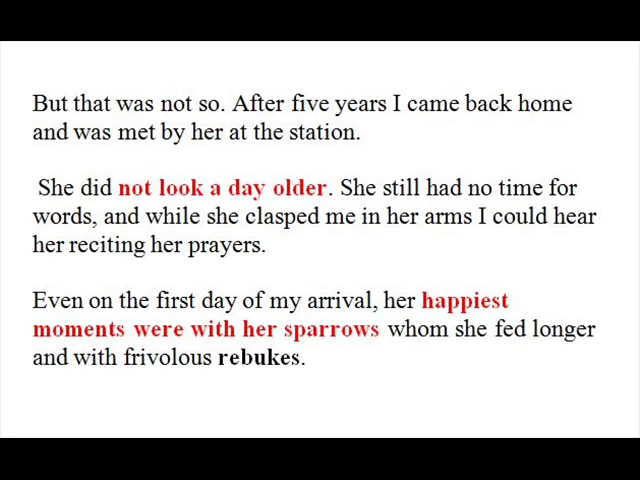 But that was not so. After five years I came back home
and was met by her at the station.
She did not look a day older. She still had no time for
words, and while she clasped me in her arms I could hear
her reciting her prayers.
Even on the first day of my arrival, her happiest
moments were with her sparrows whom she fed longer
and with frivolous rebukes.